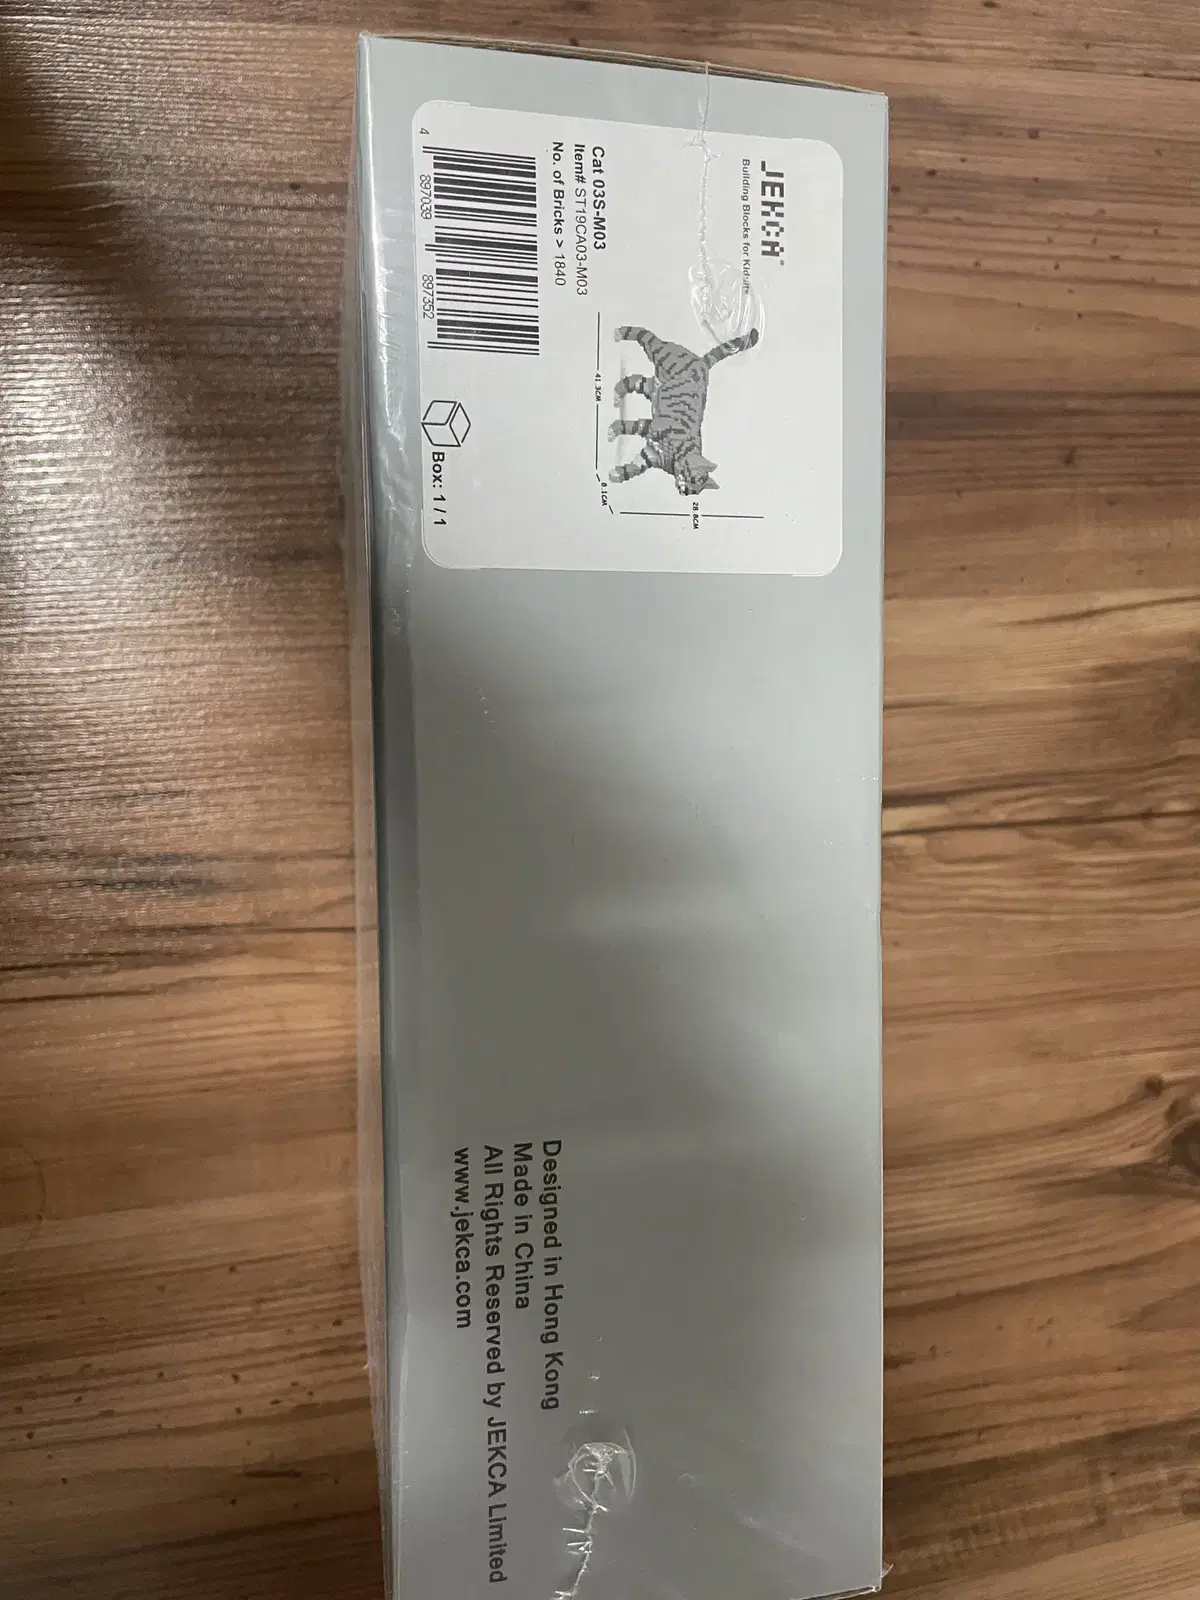 JEKCA®
Building Blocks for Kidults
Cat 03S-M03
Item# ST19CA03-M03
No. of Bricks > 1840
41.3CM
8.1CM
28.8CM
4 897039 897352
Box: 1 / 1
Designed in Hong Kong
Made in China
All Rights Reserved by JEKCA Limited
www.jekca.com